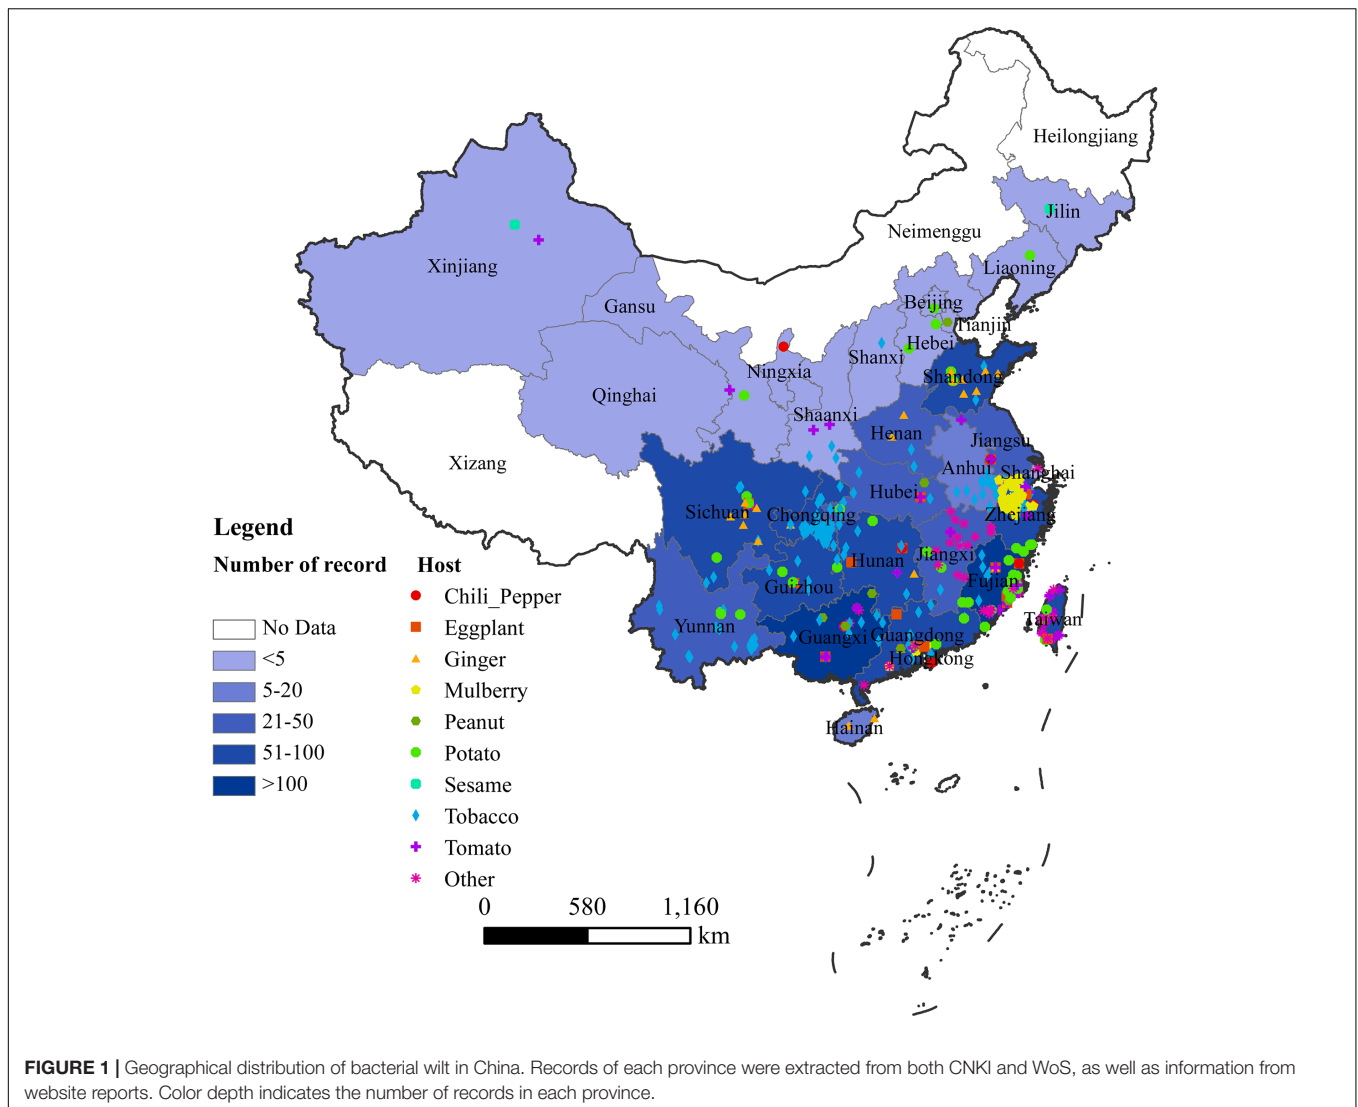 Heilongjiang
Jilin
Neimenggu
Liaoning
Xinjiang
Gansu
Beijing
Tianjin
Hebei
Shanxi
Ningxia
Shandong
Qinghai
Shaanxi
Henan
Jiangsu
Xizang
Anhui
Shanghai
Hubei
Sichuan
Chongqing
Zhejiang
Hunan
Jiangxi
Guizhou
Fujian
Yunnan
Guangxi
Guangdong
Taiwan
Hongkong
Hainan
Legend
Number of record
No Data
<5
5-20
21-50
51-100
>100
Host
Chili_Pepper
Eggplant
Ginger
Mulberry
Peanut
Potato
Sesame
Tobacco
Tomato
Other
0 580 1,160
km
FIGURE 1 | Geographical distribution of bacterial wilt in China. Records of each province were extracted from both CNKI and WoS, as well as information from
website reports. Color depth indicates the number of records in each province.